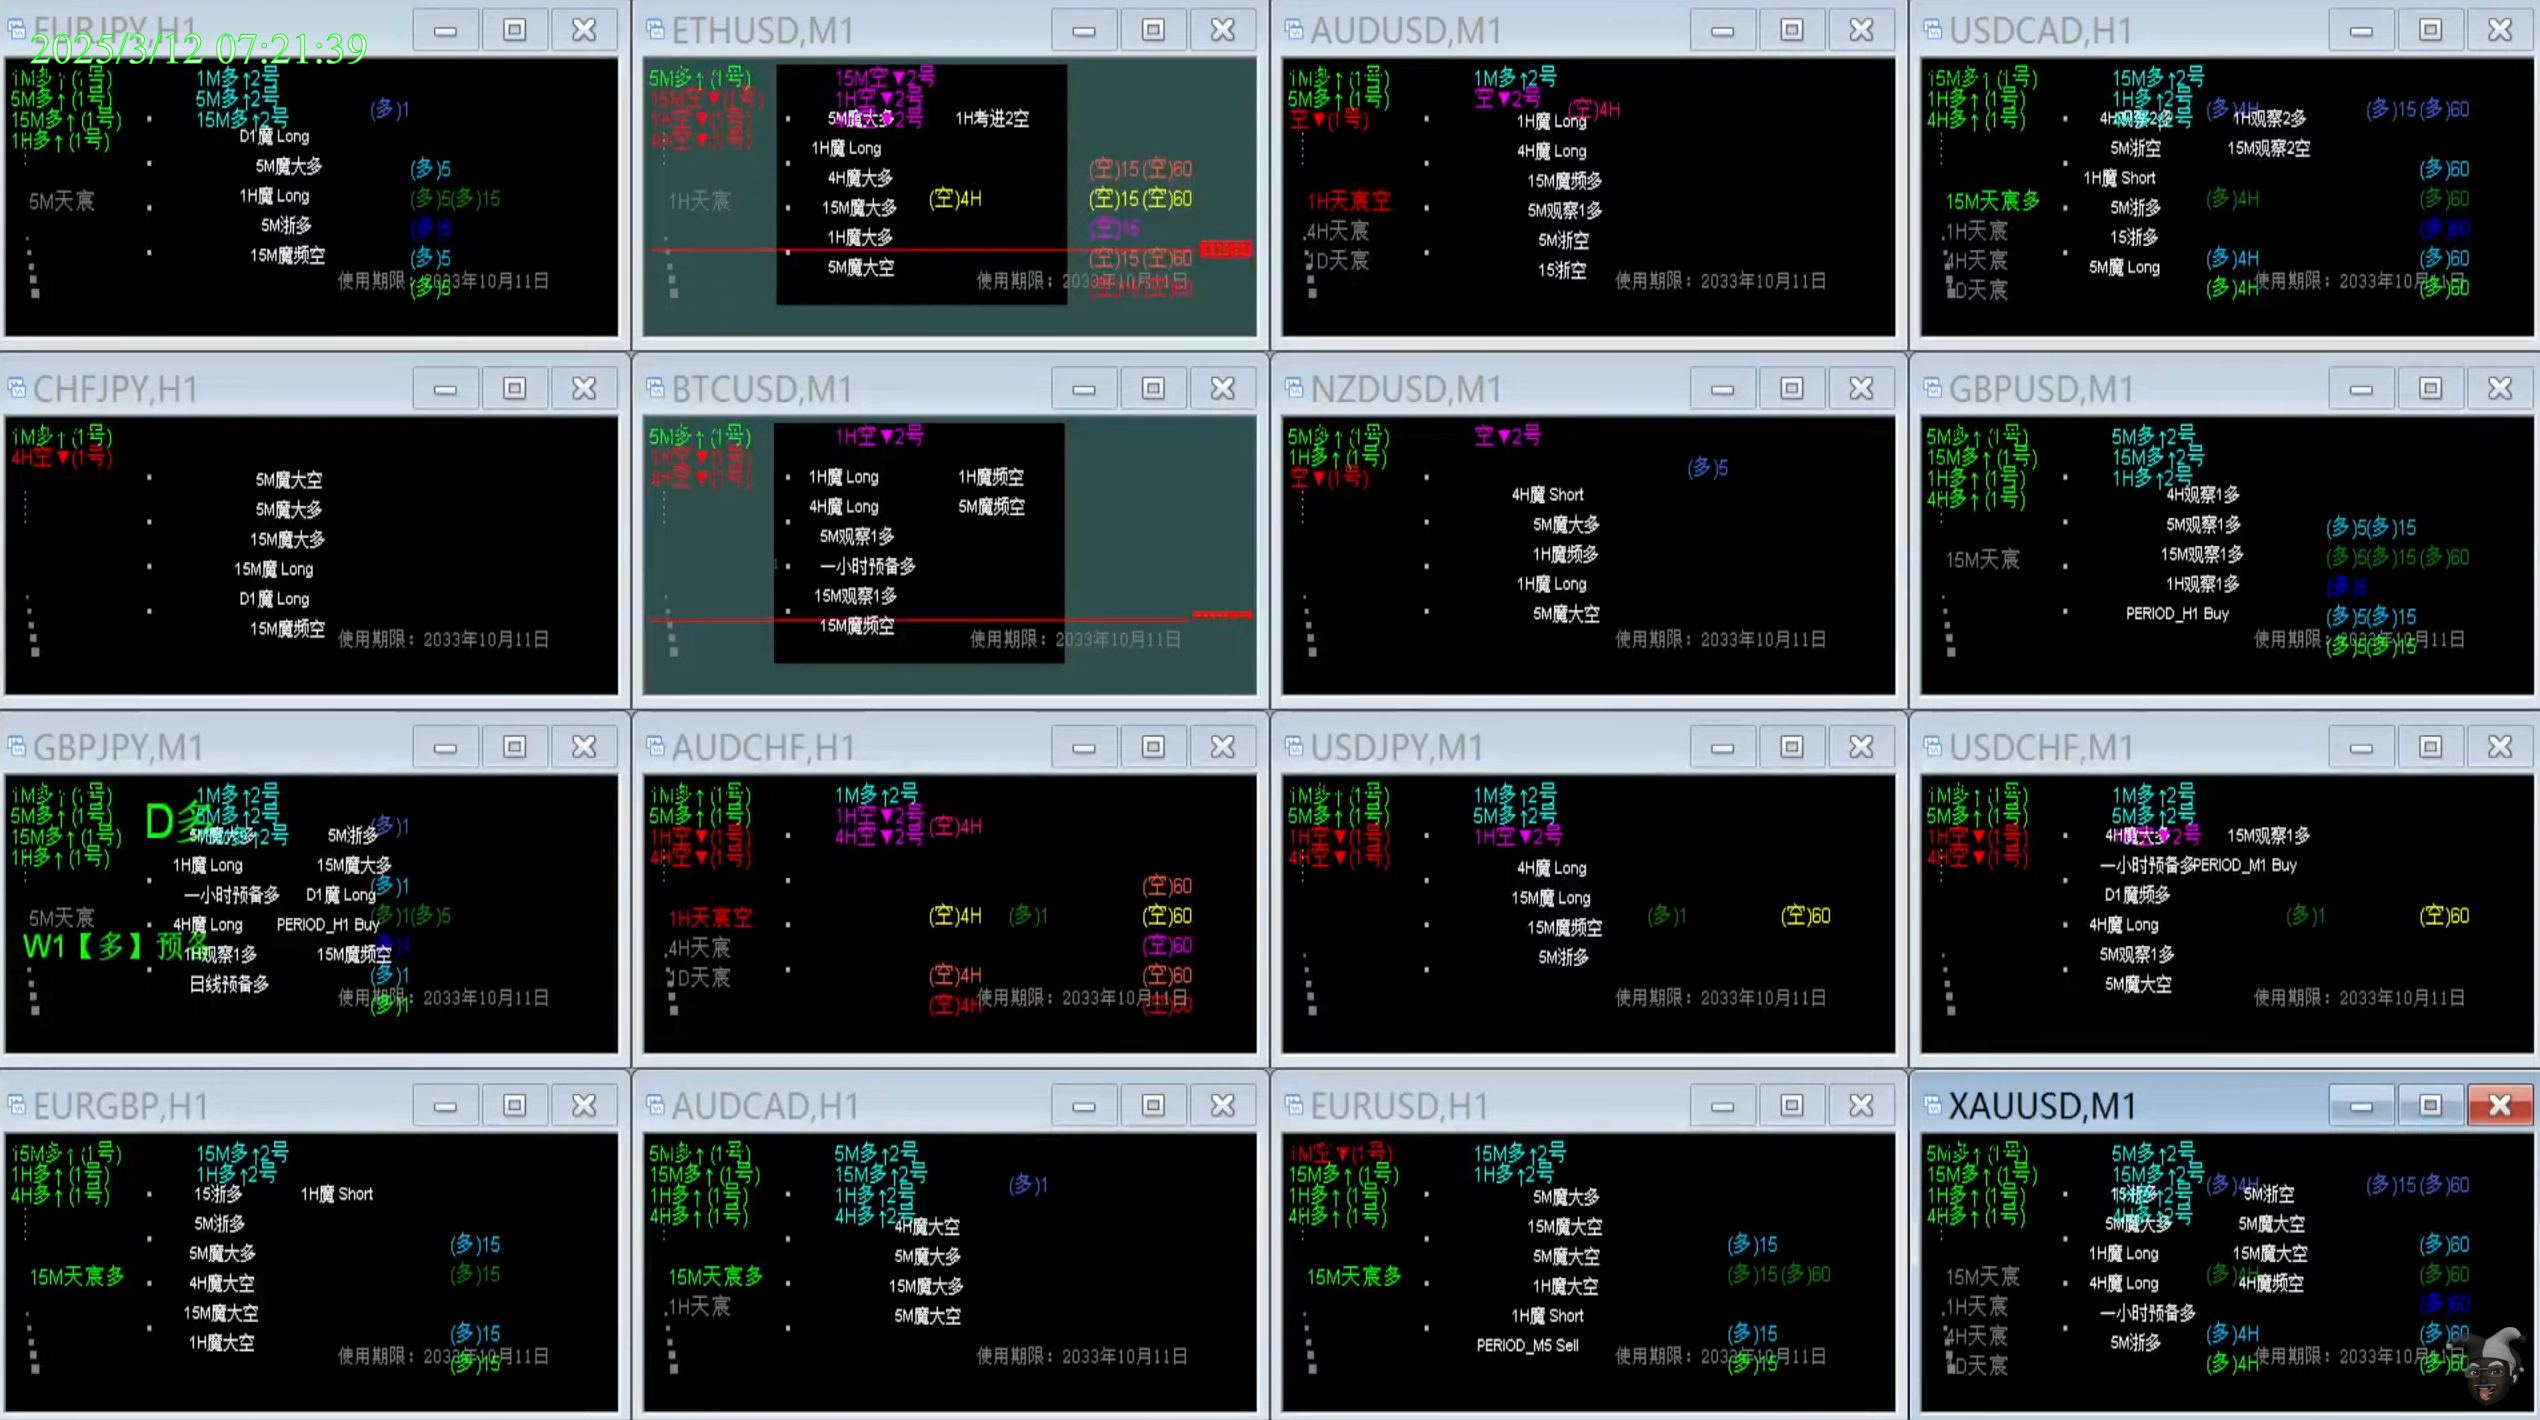 EURJPY,H1
2025/3/12 07:21:39
1M多↑(1号) 1M多↑2号
5M多↑(1号) 5M多↑2号 (多)1
15M多↑(1号) 15M多↑2号
1H多↑(1号) D1魔 Long
5M魔大多 (多)5
5M天宸 1H魔 Long (多)5(多)15
5M浙多 (多)5
15M魔频空 (多)5
使用期限: 2033年10月11日
(多)5
ETHUSD,M1
5M多↑(1号) 15M空▼2号
15M空▼(1号) 1H空▼2号
1H空▼(1号) 5M魔大多 1H考进2空
4H空▼(1号) 1H魔 Long
4H魔大多 (空)15(空)60
1H天宸 15M魔大多 (空)4H (空)15(空)60
1H魔大多 (空)15
5M魔大空 (空)15(空)60
使用期限: 2033年10月11日
AUDUSD,M1
1M多↑(1号) 1M多↑2号
5M多↑(1号) 空▼2号 (空)4H
空▼(1号) 1H魔 Long
4H魔 Long
15M魔频多
1H天宸空 5M观察1多
4H天宸 5M浙空
1D天宸 15浙空
使用期限: 2033年10月11日
USDCAD,H1
15M多↑(1号) 15M多↑2号
1H多↑(1号) 1H多↑2号 (多)4H (多)15(多)60
4H多↑(1号) 4H观察2多 1H观察2多
5M浙空 15M观察2空
1H魔 Short (多)60
15M天宸多 5M浙多 (多)4H (多)60
1H天宸 15浙多 (多)60
4H天宸 5M魔 Long (多)4H (多)60
1D天宸 (多)4H 使用期限: 2033年10月11日 (多)60
CHFJPY,H1
1M多↑(1号)
4H空▼(1号)
5M魔大空
5M魔大多
15M魔大多
15M魔 Long
D1魔 Long
15M魔频空
使用期限: 2033年10月11日
BTCUSD,M1
5M多↑(1号) 1H空▼2号
1H空▼(1号)
4H空▼(1号) 1H魔 Long 1H魔频空
4H魔 Long 5M魔频空
5M观察1多
一小时预备多
15M观察1多
15M魔频空
使用期限: 2033年10月11日
NZDUSD,M1
5M多↑(1号) 空▼2号
1H多↑(1号) (多)5
空▼(1号)
4H魔 Short
5M魔大多
1H魔频多
1H魔 Long
5M魔大空
使用期限: 2033年10月11日
GBPUSD,M1
5M多↑(1号) 5M多↑2号
15M多↑(1号) 15M多↑2号
1H多↑(1号) 1H多↑2号
4H多↑(1号) 4H观察1多
5M观察1多 (多)5(多)15
15M天宸 15M观察1多 (多)5(多)15(多)60
1H观察1多 (多)5
PERIOD_H1 Buy (多)5(多)15
使用期限: 2033年10月11日
(多)5(多)15
GBPJPY,M1
1M多↑(1号) 1M多↑2号
5M多↑(1号) D多 5M多↑2号 (多)1
15M多↑(1号) 5M魔大多 5M浙多
1H多↑(1号) 1H魔 Long 15M魔大多
一小时预备多 D1魔 Long (多)1
5M天宸 4H魔 Long PERIOD_H1 Buy (多)1(多)5
W1【多】预备 1H观察1多 15M魔频空 (多)1
日线预备多 (多)1
使用期限: 2033年10月11日
(多)1
AUDCHF,H1
1M多↑(1号) 1M多↑2号
5M多↑(1号) 1H空▼2号 (空)4H
1H空▼(1号) 4H空▼2号
4H空▼(1号)
(空)60
1H天宸空 (空)4H (多)1 (空)60
4H天宸 (空)60
1D天宸 (空)4H (空)60
(空)4H 使用期限: 2033年10月11日 (空)60
USDJPY,M1
1M多↑(1号) 1M多↑2号
5M多↑(1号) 5M多↑2号
1H空▼(1号) 1H空▼2号
4H空▼(1号) 4H魔 Long
15M魔 Long (多)1 (空)60
15M魔频空
5M浙多
使用期限: 2033年10月11日
USDCHF,M1
1M多↑(1号) 1M多↑2号
5M多↑(1号) 5M多↑2号
1H空▼(1号) 4H魔大多 15M观察1多
4H空▼(1号) 一小时预备多 PERIOD_M1 Buy
D1魔频多
4H魔 Long (多)1 (空)60
5M观察1多
5M魔大空
使用期限: 2033年10月11日
EURGBP,H1
15M多↑(1号) 15M多↑2号
1H多↑(1号) 1H多↑2号
4H多↑(1号) 15浙多 1H魔 Short
5M浙多 (多)15
5M魔大多
15M天宸多 4H魔大空 (多)15
15M魔大空
1H魔大空 (多)15
使用期限: 2033年10月11日
(多)15
AUDCAD,H1
5M多↑(1号) 5M多↑2号
15M多↑(1号) 15M多↑2号 (多)1
1H多↑(1号) 1H多↑2号
4H多↑(1号) 4H多↑2号
4H魔大空
5M魔大多
15M天宸多 15M魔大多
1H天宸 5M魔大空
使用期限: 2033年10月11日
EURUSD,H1
1M空▼(1号) 15M多↑2号
15M多↑(1号) 1H多↑2号
1H多↑(1号) 5M魔大多
4H多↑(1号) 15M魔大空
5M魔大空 (多)15
15M天宸多 1H魔大空 (多)15(多)60
1H魔 Short
PERIOD_M5 Sell (多)15
使用期限: 2033年10月11日
(多)15
XAUUSD,M1
5M多↑(1号) 5M多↑2号
15M多↑(1号) 15M多↑2号 (多)4H (多)15(多)60
1H多↑(1号) 15浙多 5M浙空
4H多↑(1号) 5M魔大多 5M魔大空
1H魔 Long 15M魔大空 (多)60
15M天宸 4H魔 Long (多)4H 4H魔频空 (多)60
1H天宸 一小时预备多 (多)60
4H天宸 5M浙多 (多)4H (多)60
1D天宸 (多)4H 使用期限: 2033年10月11日 (多)60